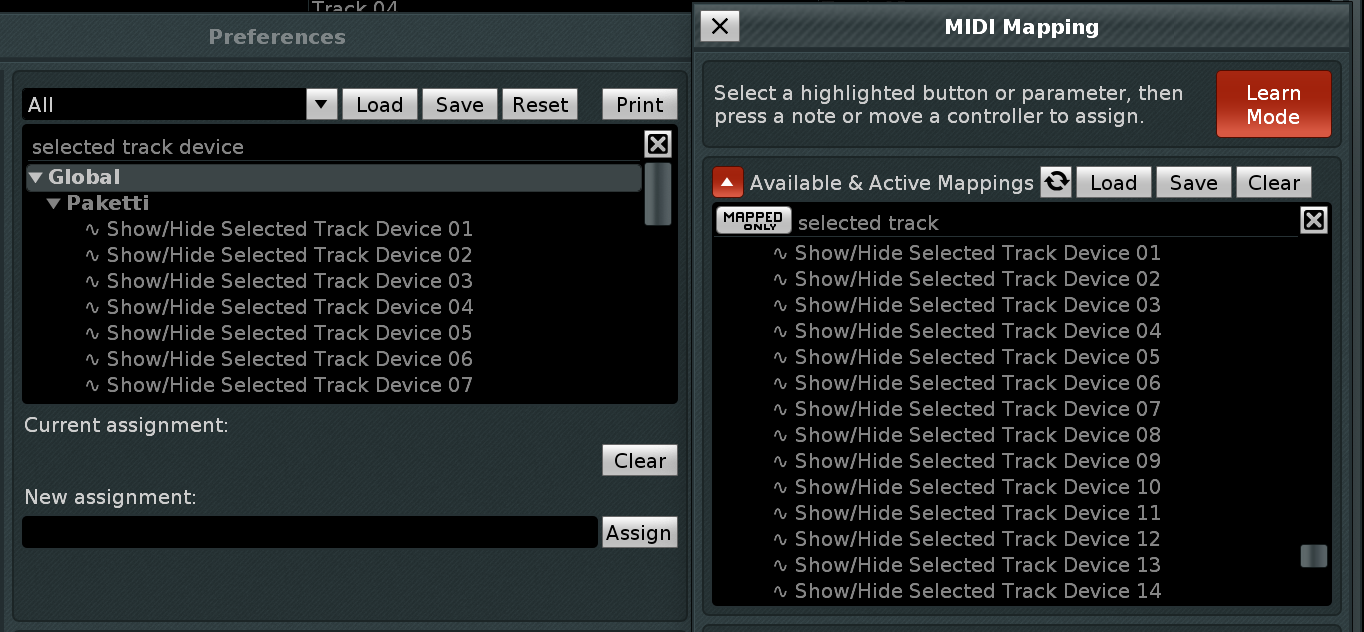 Track 04
Preferences
All
Load
Save
Reset
Print
selected track device
Global
Paketti
Show/Hide Selected Track Device 01
Show/Hide Selected Track Device 02
Show/Hide Selected Track Device 03
Show/Hide Selected Track Device 04
Show/Hide Selected Track Device 05
Show/Hide Selected Track Device 06
Show/Hide Selected Track Device 07
Current assignment:
Clear
New assignment:
Assign
MIDI Mapping
Select a highlighted button or parameter, then
press a note or move a controller to assign.
Learn
Mode
Available & Active Mappings
Load
Save
Clear
MAPPED
ONLY
selected track
Show/Hide Selected Track Device 01
Show/Hide Selected Track Device 02
Show/Hide Selected Track Device 03
Show/Hide Selected Track Device 04
Show/Hide Selected Track Device 05
Show/Hide Selected Track Device 06
Show/Hide Selected Track Device 07
Show/Hide Selected Track Device 08
Show/Hide Selected Track Device 09
Show/Hide Selected Track Device 10
Show/Hide Selected Track Device 11
Show/Hide Selected Track Device 12
Show/Hide Selected Track Device 13
Show/Hide Selected Track Device 14